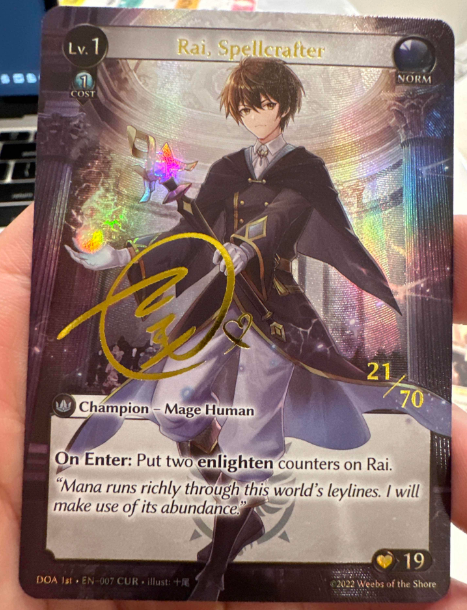 Lv.1
Rai, Spellcrafter
NORM
1
COST
21/70
Champion – Mage Human
On Enter: Put two enlighten counters on Rai.
"Mana runs richly through this world's leylines. I will
make use of its abundance."
19
DOA 1st • EN-007 CUR • illust: 十尾
©2022 Weebs of the Shore